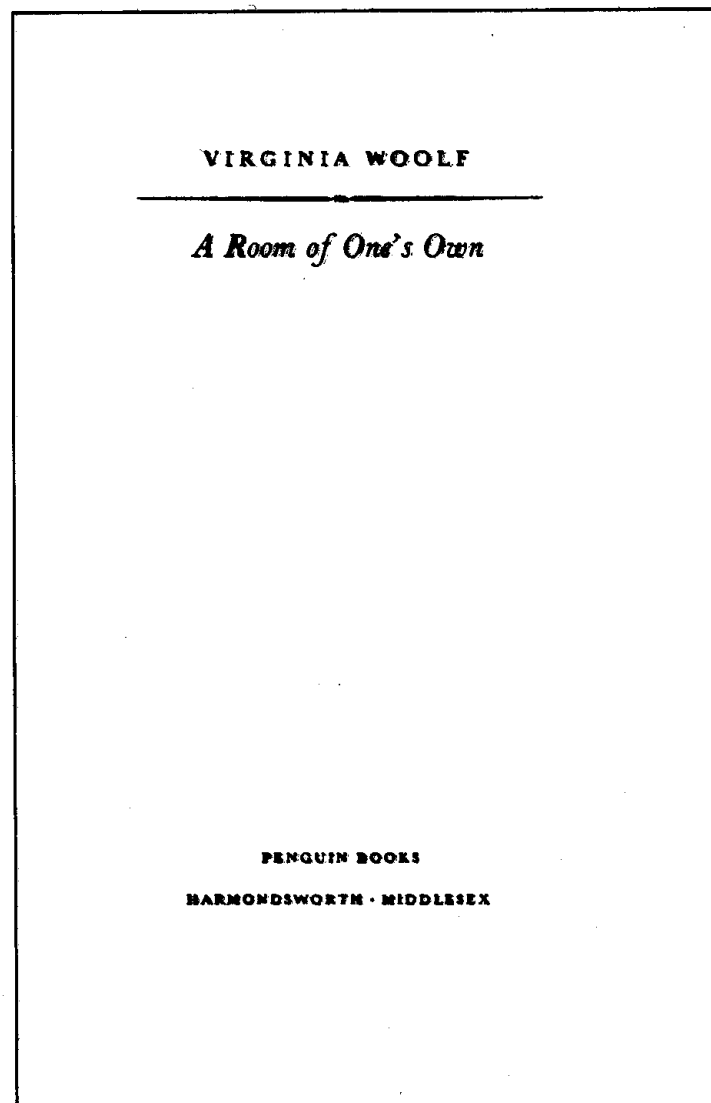 VIRGINIA WOOLF
A Room of One's Own
PENGUIN BOOKS
HARMONDSWORTH · MIDDLESEX